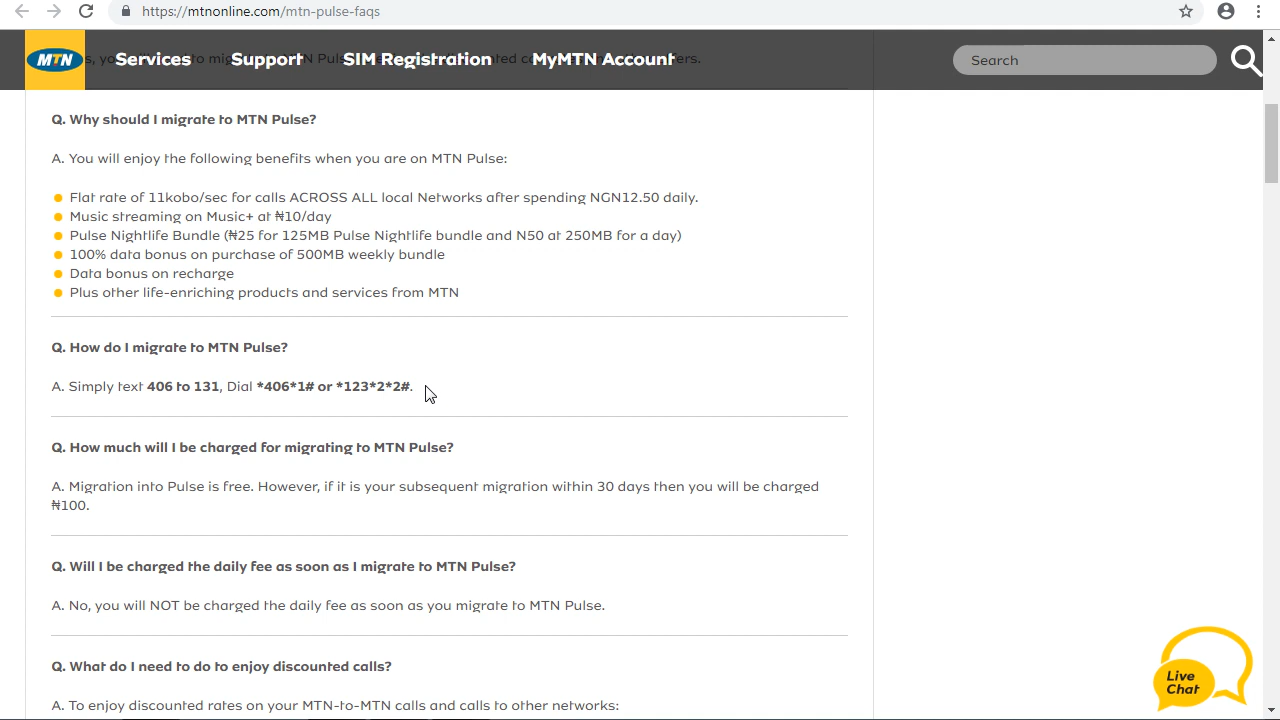 https://mtnonline.com/mtn-pulse-faqs
MTN Services Support SIM Registration MyMTN Account Search
Q. Why should I migrate to MTN Pulse?
A. You will enjoy the following benefits when you are on MTN Pulse:
Flat rate of 11kobo/sec for calls ACROSS ALL local Networks after spending NGN12.50 daily.
Music streaming on Music+ at ₦10/day
Pulse Nightlife Bundle (₦25 for 125MB Pulse Nightlife bundle and N50 at 250MB for a day)
100% data bonus on purchase of 500MB weekly bundle
Data bonus on recharge
Plus other life-enriching products and services from MTN
Q. How do I migrate to MTN Pulse?
A. Simply text 406 to 131, Dial *406*1# or *123*2*2#.
Q. How much will I be charged for migrating to MTN Pulse?
A. Migration into Pulse is free. However, if it is your subsequent migration within 30 days then you will be charged
₦100.
Q. Will I be charged the daily fee as soon as I migrate to MTN Pulse?
A. No, you will NOT be charged the daily fee as soon as you migrate to MTN Pulse.
Q. What do I need to do to enjoy discounted calls?
A. To enjoy discounted rates on your MTN-to-MTN calls and calls to other networks:
Live
Chat